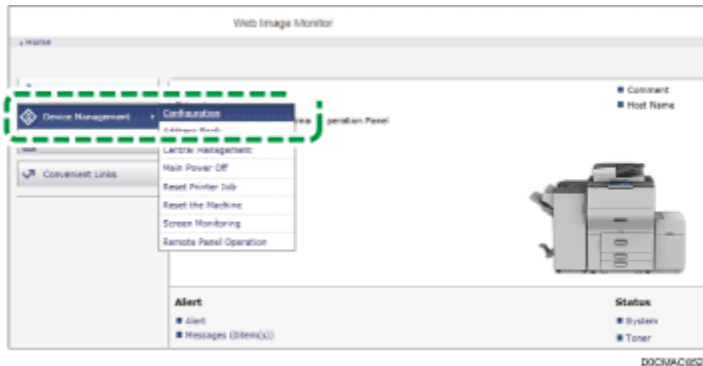 Web Image Monitor
Home
Comment
Host Name
Device Management
Configuration
peration Panel
Address Book
Central Management
Main Power Off
Convenient Links
Reset Printer Job
Reset the Machine
Screen Monitoring
Remote Panel Operation
Alert
Status
Alert
System
Messages (0item(s))
Toner
D0CMAC652